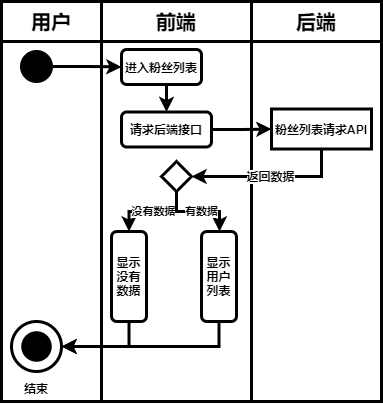 用户
前端
后端
进入粉丝列表
请求后端接口
粉丝列表请求API
返回数据
没有数据
有数据
显示
没有
数据
显示
用户
列表
结束